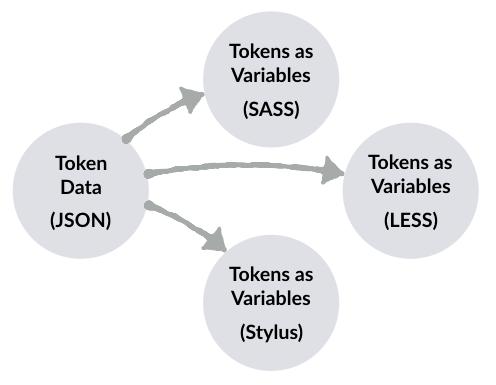 Tokens as
Variables
(SASS)
Token
Data
(JSON)
Tokens as
Variables
(LESS)
Tokens as
Variables
(Stylus)